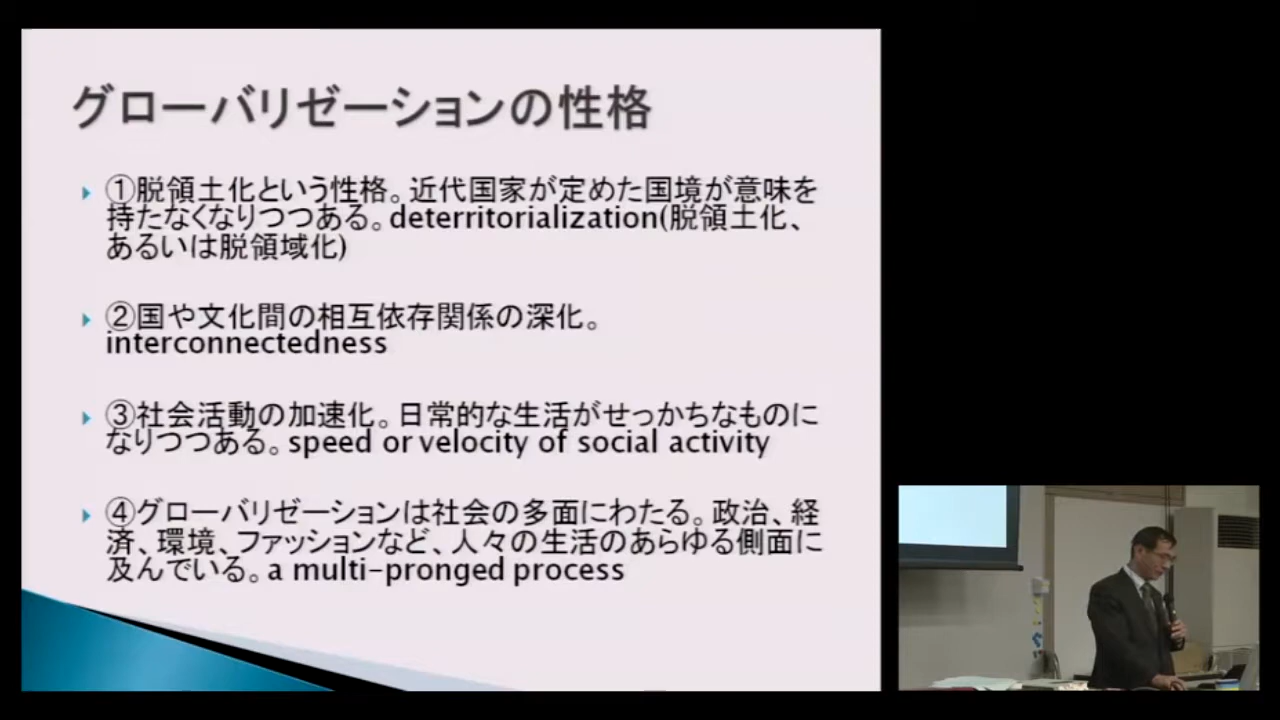 グローバリゼーションの性格
①脱領土化という性格。近代国家が定めた国境が意味を
持たなくなりつつある。deterritorialization(脱領土化、
あるいは脱領域化)
②国や文化間の相互依存関係の深化。
interconnectedness
③社会活動の加速化。日常的な生活がせっかちなものに
なりつつある。speed or velocity of social activity
④グローバリゼーションは社会の多面にわたる。政治、経
済、環境、ファッションなど、人々の生活のあらゆる側面に
及んでいる。a multi-pronged process